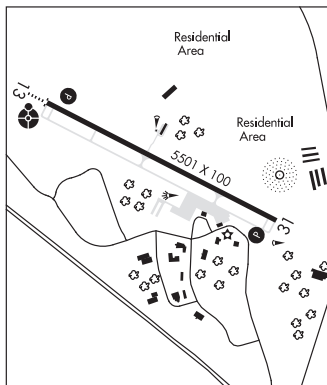 Residential
Area
Residential
Area
13
P
5501 X 100
31
P